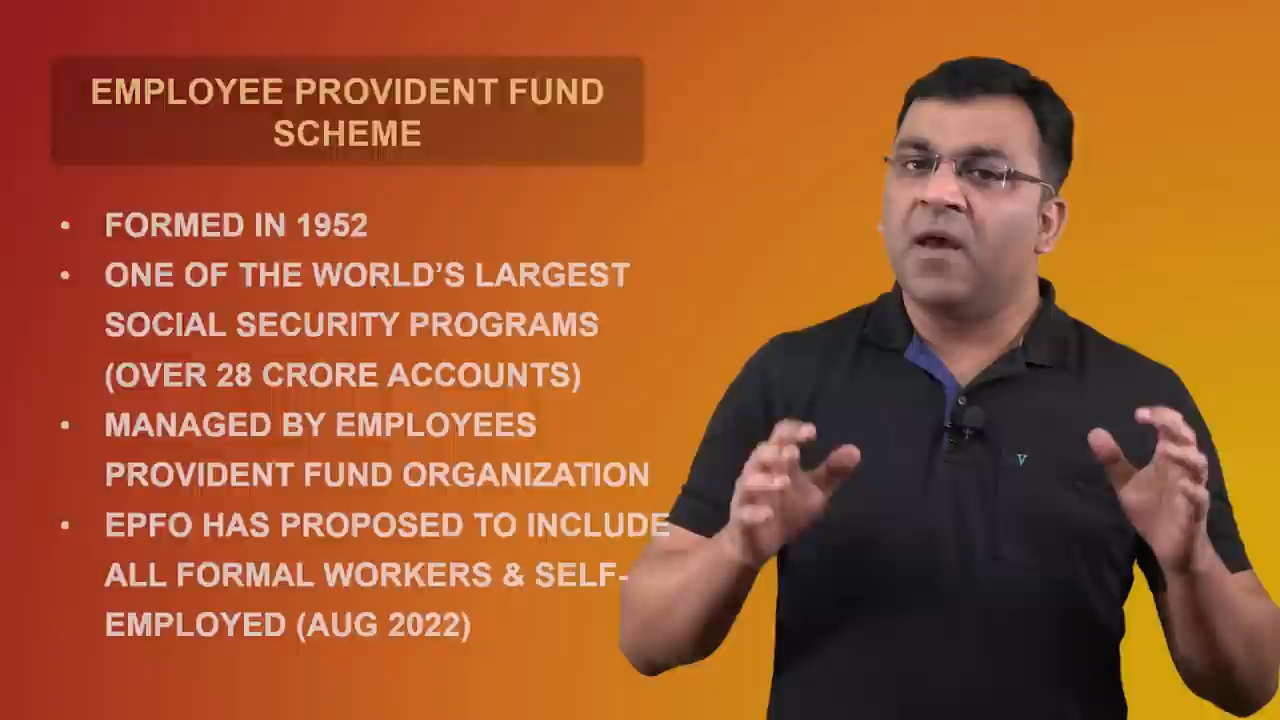 EMPLOYEE PROVIDENT FUND
SCHEME
• FORMED IN 1952
• ONE OF THE WORLD'S LARGEST
SOCIAL SECURITY PROGRAMS
(OVER 28 CRORE ACCOUNTS)
• MANAGED BY EMPLOYEES
PROVIDENT FUND ORGANIZATION
• EPFO HAS PROPOSED TO INCLUDE
ALL FORMAL WORKERS & SELF-
EMPLOYED (AUG 2022)
V